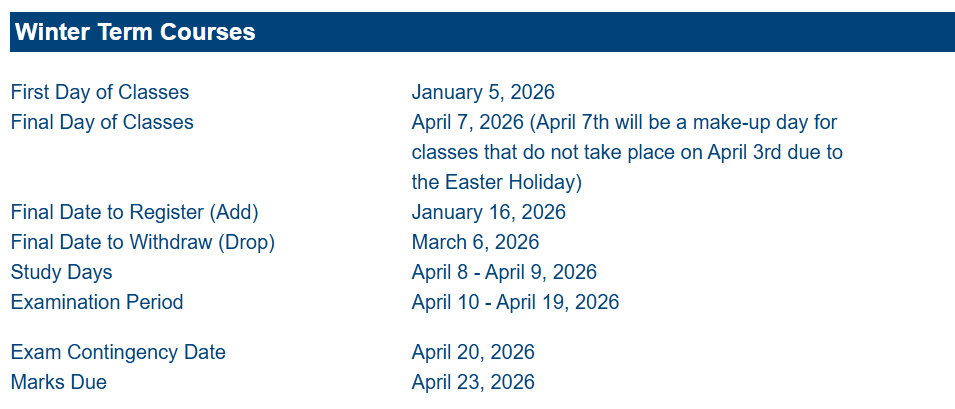 Winter Term Courses
First Day of Classes January 5, 2026
Final Day of Classes April 7, 2026 (April 7th will be a make-up day for
classes that do not take place on April 3rd due to
the Easter Holiday)
Final Date to Register (Add) January 16, 2026
Final Date to Withdraw (Drop) March 6, 2026
Study Days April 8 - April 9, 2026
Examination Period April 10 - April 19, 2026
Exam Contingency Date April 20, 2026
Marks Due April 23, 2026